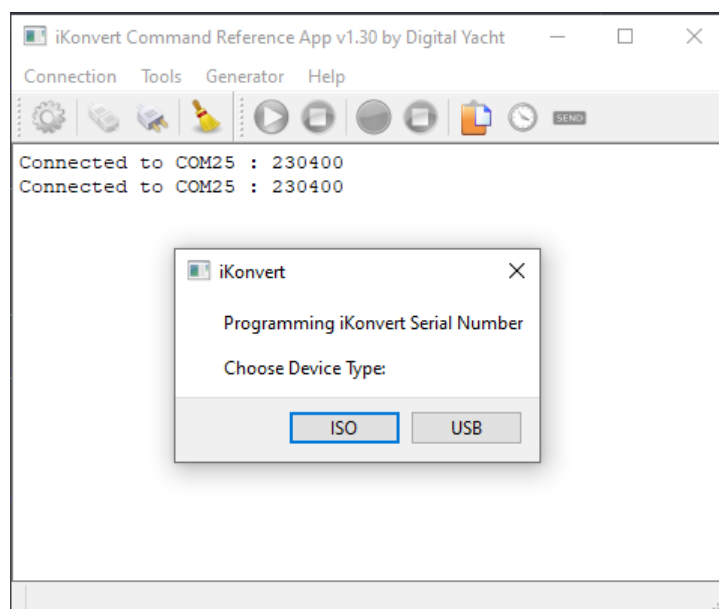 iKonvert Command Reference App v1.30 by Digital Yacht
Connection Tools Generator Help
SEND
Connected to COM25 : 230400
Connected to COM25 : 230400
iKonvert
Programming iKonvert Serial Number
Choose Device Type:
ISO USB